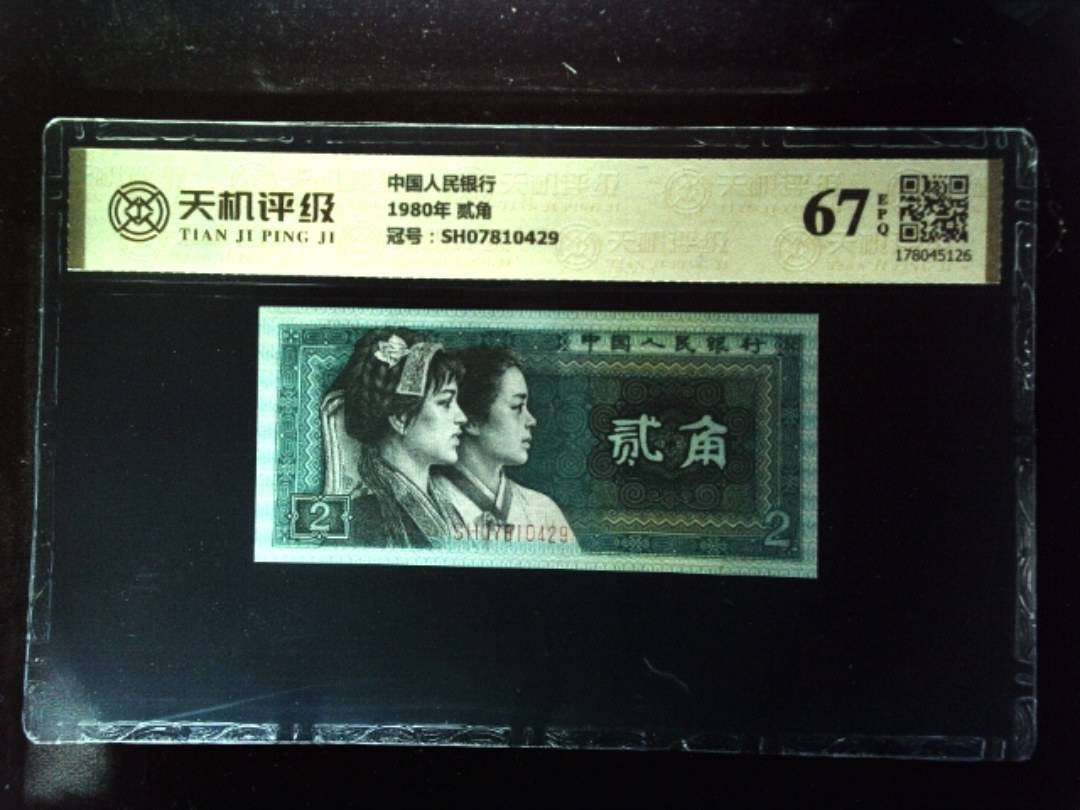 天机评级
TIAN JI PING JI
中国人民银行
1980年 贰角
冠号：SH07810429
67
EPQ
178045126
中国人民银行
贰角
2
SH07810429
2